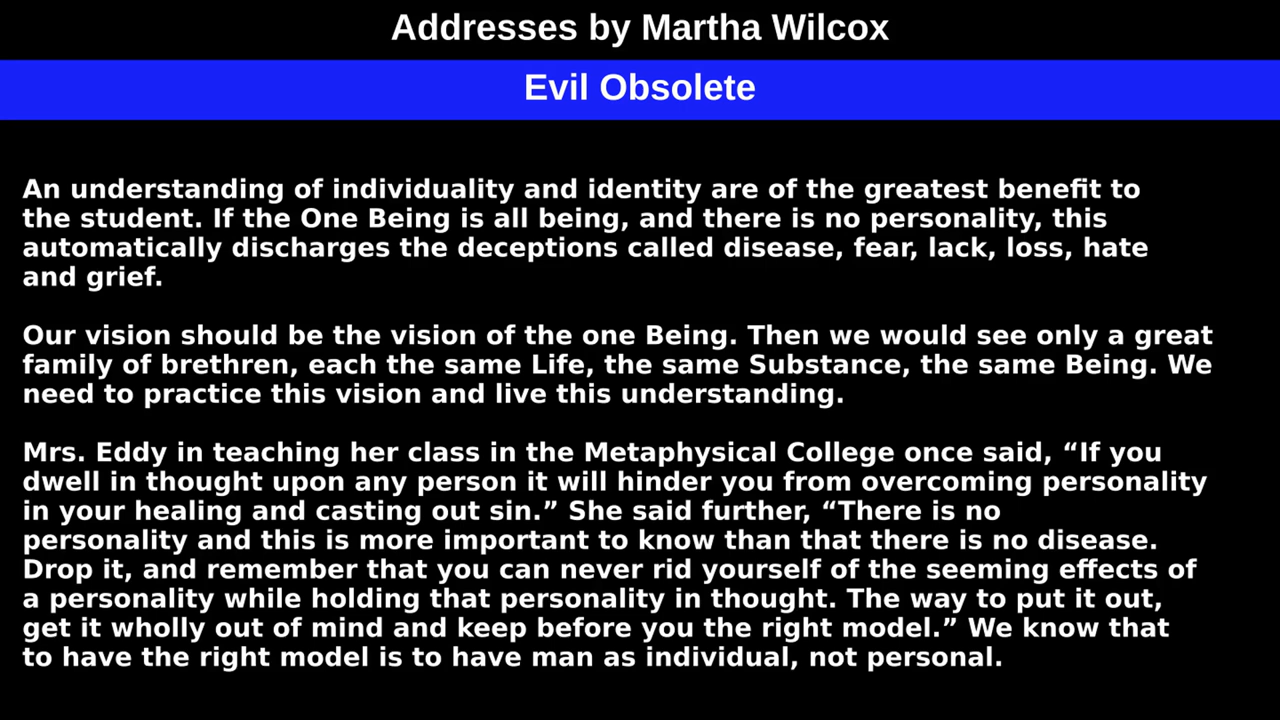 Addresses by Martha Wilcox
Evil Obsolete
An understanding of individuality and identity are of the greatest benefit to
the student. If the One Being is all being, and there is no personality, this
automatically discharges the deceptions called disease, fear, lack, loss, hate
and grief.
Our vision should be the vision of the one Being. Then we would see only a great
family of brethren, each the same Life, the same Substance, the same Being. We
need to practice this vision and live this understanding.
Mrs. Eddy in teaching her class in the Metaphysical College once said, “If you
dwell in thought upon any person it will hinder you from overcoming personality
in your healing and casting out sin.” She said further, “There is no
personality and this is more important to know than that there is no disease.
Drop it, and remember that you can never rid yourself of the seeming effects of
a personality while holding that personality in thought. The way to put it out,
get it wholly out of mind and keep before you the right model.” We know that
to have the right model is to have man as individual, not personal.